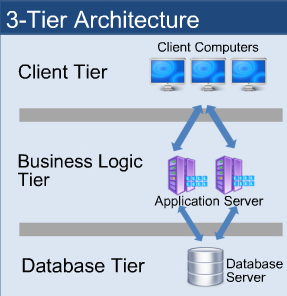 3-Tier Architecture
Client Computers
Client Tier
Business Logic
Tier
Application Server
Database Tier
Database
Server